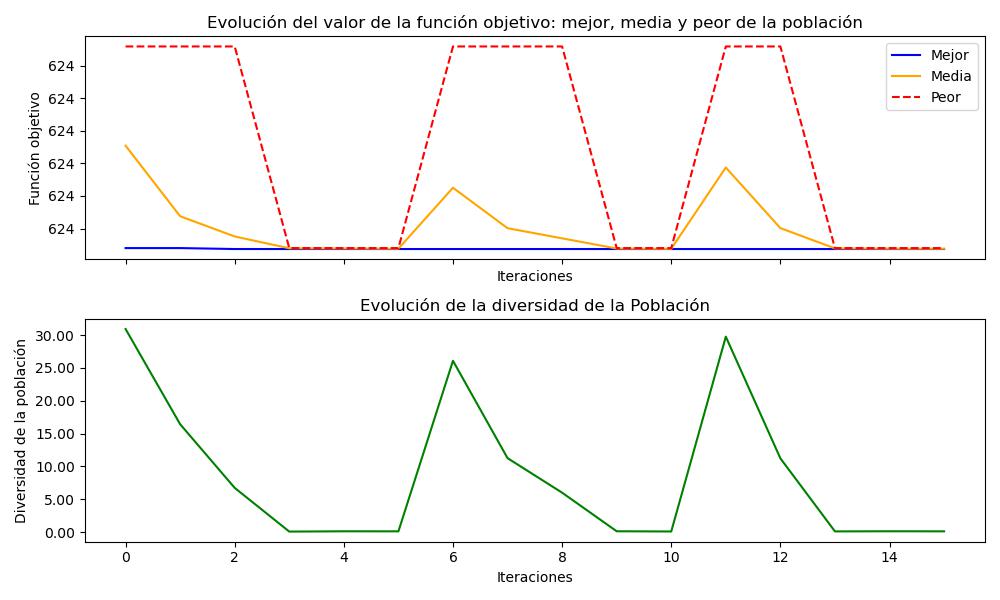 Evolución del valor de la función objetivo: mejor, media y peor de la población
Función objetivo
624
624
624
624
624
624
Mejor
Media
Peor
Iteraciones
Evolución de la diversidad de la Población
Diversidad de la población
30.00
25.00
20.00
15.00
10.00
5.00
0.00
0 2 4 6 8 10 12 14
Iteraciones